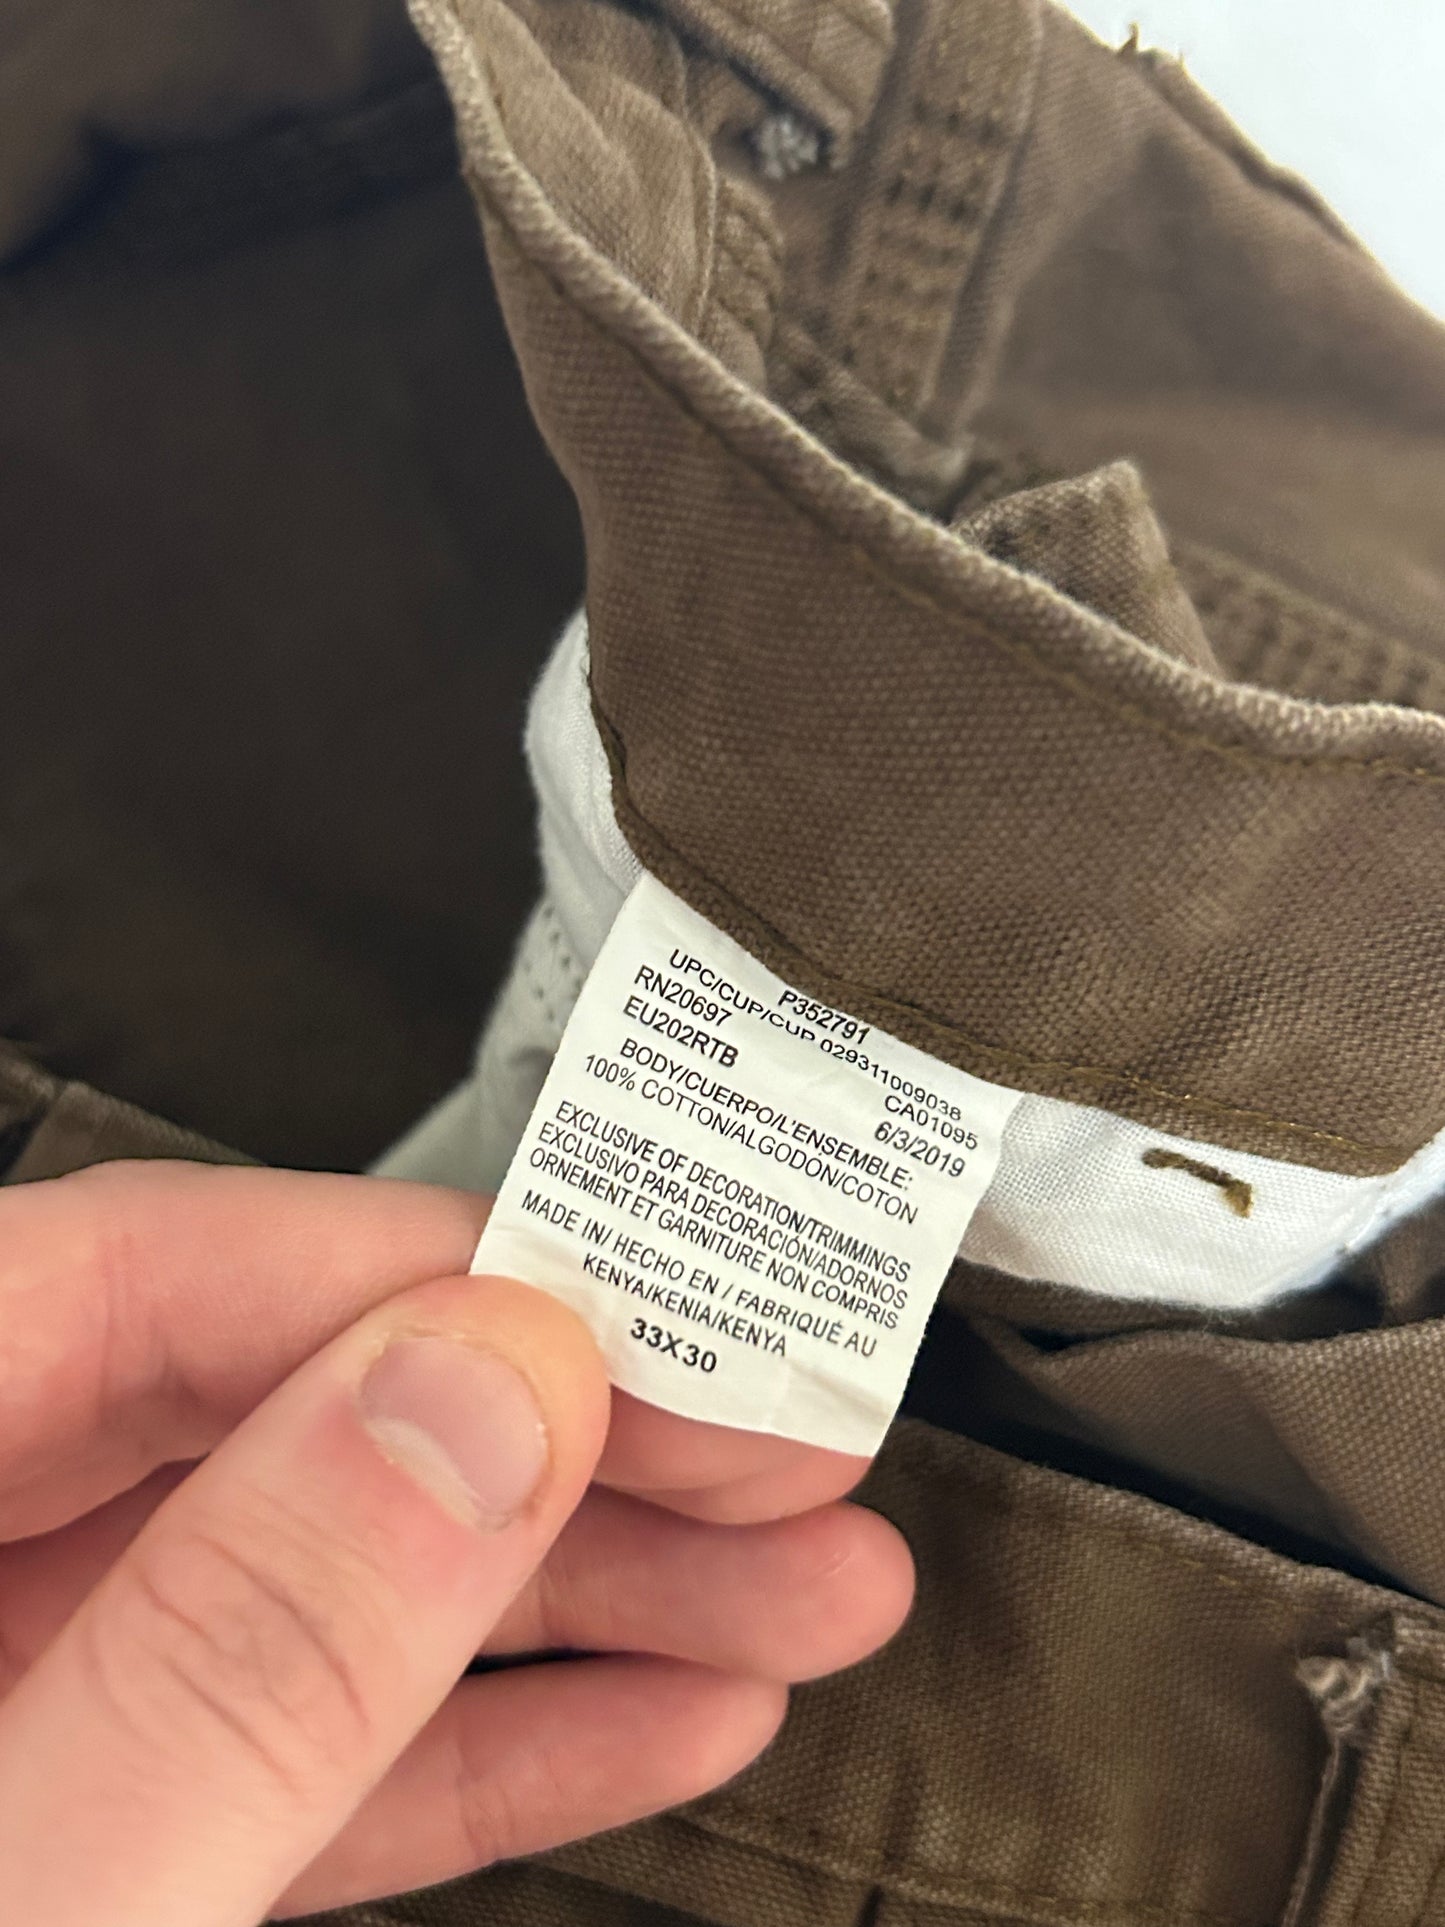 P352791
UPC/CUP/CUP 029311009038
RN20697
CA01095
EU202RTB
6/3/2019
BODY/CUERPO/L'ENSEMBLE:
100% COTTON/ALGODÓN/COTON
EXCLUSIVE OF DECORATION/TRIMMINGS
EXCLUSIVO PARA DECORACIÓN/ADORNOS
ORNEMENT ET GARNITURE NON COMPRIS
MADE IN/ HECHO EN / FABRIQUÉ AU
KENYA/KENIA/KENYA
33X30